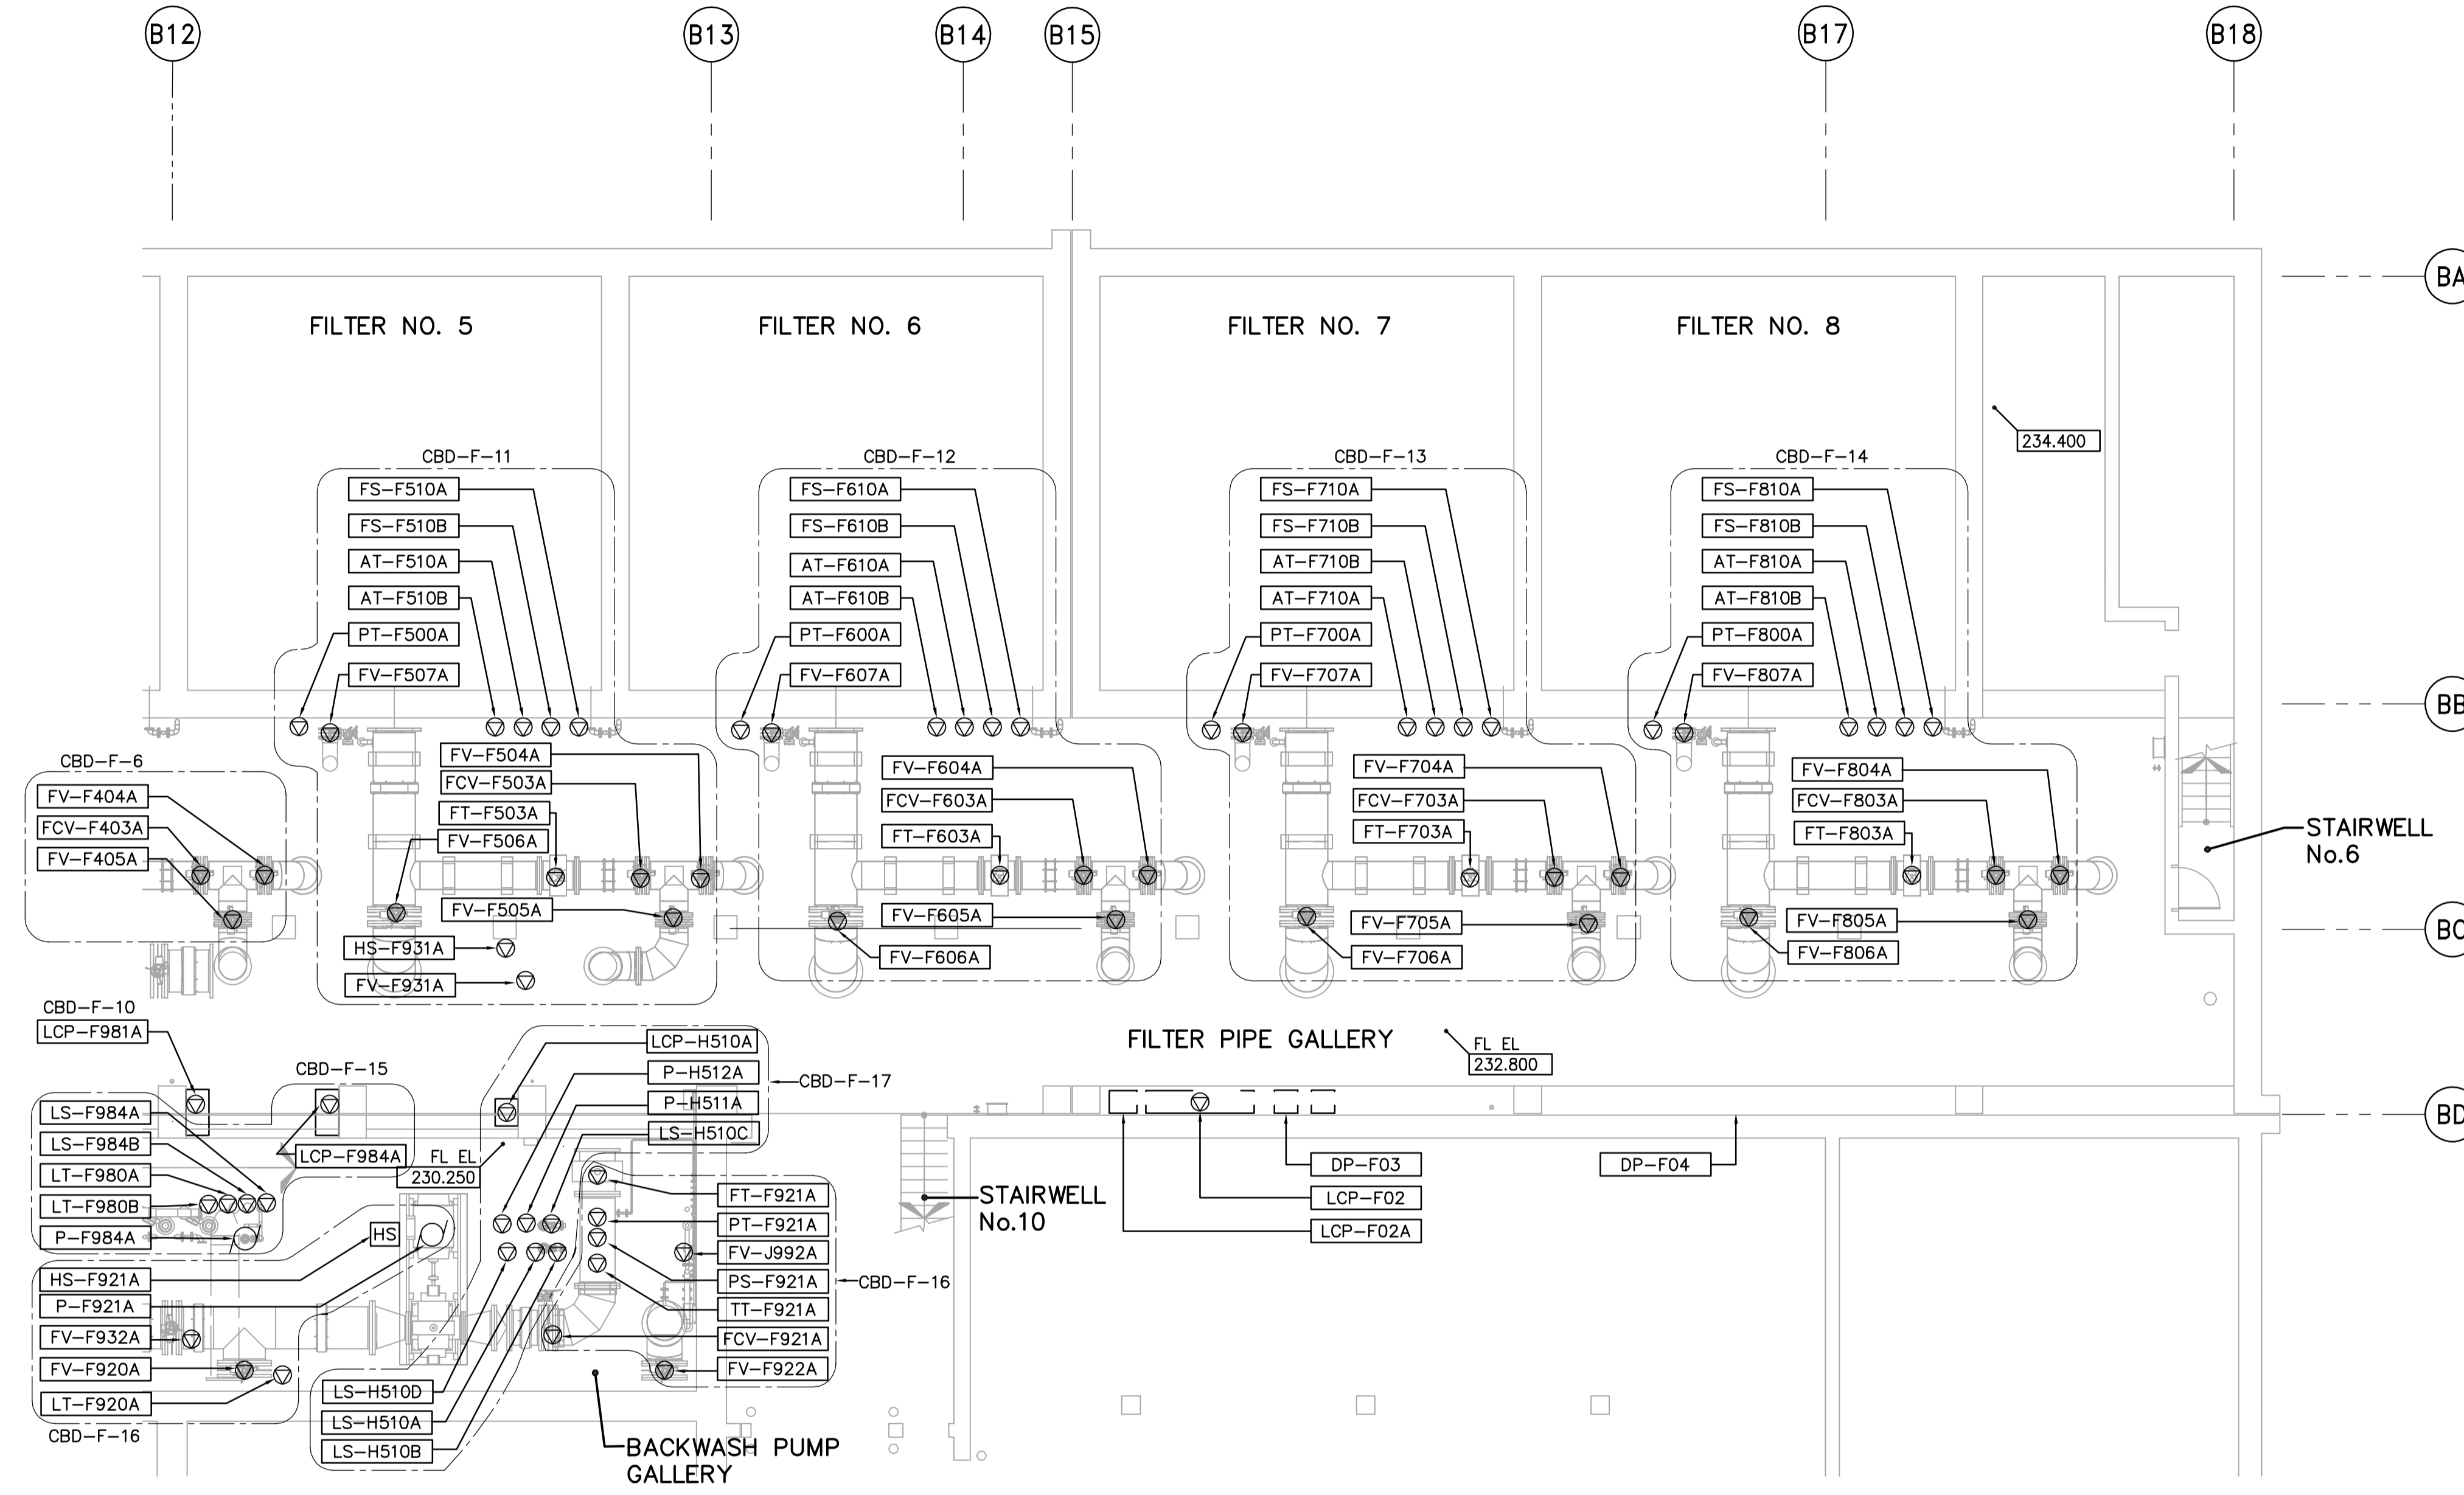 B12
B13
B14
B15
B17
B18
BA
FILTER NO. 5
FILTER NO. 6
FILTER NO. 7
FILTER NO. 8
234.400
CBD-F-11
FS-F510A
FS-F510B
AT-F510A
AT-F510B
PT-F500A
FV-F507A
CBD-F-12
FS-F610A
FS-F610B
AT-F610A
AT-F610B
PT-F600A
FV-F607A
CBD-F-13
FS-F710A
FS-F710B
AT-F710B
AT-F710A
PT-F700A
FV-F707A
CBD-F-14
FS-F810A
FS-F810B
AT-F810A
AT-F810B
PT-F800A
FV-F807A
BB
CBD-F-6
FV-F404A
FCV-F403A
FV-F405A
FV-F504A
FCV-F503A
FT-F503A
FV-F506A
FV-F505A
HS-F931A
FV-F931A
FV-F604A
FCV-F603A
FT-F603A
FV-F605A
FV-F606A
FV-F704A
FCV-F703A
FT-F703A
FV-F705A
FV-F706A
FV-F804A
FCV-F803A
FT-F803A
FV-F805A
FV-F806A
STAIRWELL
No.6
CBD-F-10
LCP-F981A
CBD-F-15
LCP-F984A
LS-F984A
LS-F984B
LT-F980A
LT-F980B
P-F984A
HS
HS-F921A
P-F921A
FV-F932A
FV-F920A
LT-F920A
CBD-F-16
FL EL
230.250
LCP-H510A
P-H512A
P-H511A
LS-H510C
CBD-F-17
FT-F921A
PT-F921A
FV-J992A
PS-F921A
TT-F921A
FCV-F921A
FV-F922A
CBD-F-16
LS-H510D
LS-H510A
LS-H510B
BACKWASH PUMP
GALLERY
STAIRWELL
No.10
FILTER PIPE GALLERY
FL EL
232.800
DP-F03
LCP-F02
LCP-F02A
DP-F04
BD